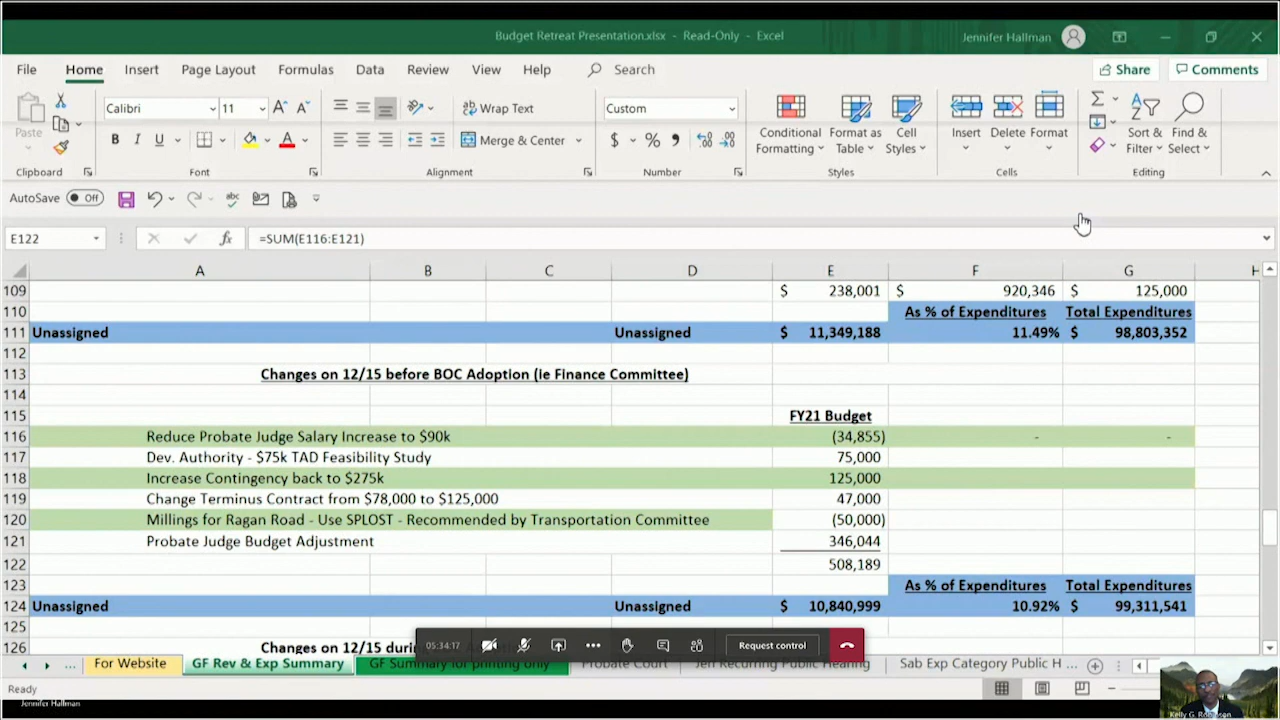 Budget Retreat Presentation.xlsx - Read-Only - Excel
Jennifer Hallman
File Home Insert Page Layout Formulas Data Review View Help Search Share Comments
Paste Calibri 11 Wrap Text Custom Conditional Formatting Format as Table Cell Styles Insert Delete Format Sort & Filter Find & Select
B I U A Merge & Center $ %
Clipboard Font Alignment Number Styles Cells Editing
AutoSave Off
E122 fx =SUM(E116:E121)
A B C D E F G H
109 $ 238,001 $ 920,346 $ 125,000
110 As % of Expenditures Total Expenditures
111 Unassigned Unassigned $ 11,349,188 11.49% $ 98,803,352
112
113 Changes on 12/15 before BOC Adoption (ie Finance Committee)
114
115 FY21 Budget
116 Reduce Probate Judge Salary Increase to $90k (34,855) - -
117 Dev. Authority - $75k TAD Feasibility Study 75,000
118 Increase Contingency back to $275k 125,000
119 Change Terminus Contract from $78,000 to $125,000 47,000
120 Millings for Ragan Road - Use SPLOST - Recommended by Transportation Committee (50,000)
121 Probate Judge Budget Adjustment 346,044
122 508,189
123 As % of Expenditures Total Expenditures
124 Unassigned Unassigned $ 10,840,999 10.92% $ 99,311,541
125
126 Changes on 12/15
05:34:17 Request control
... For Website GF Rev & Exp Summary GF Summary for printing only Probate Court Jen Recurring Public Hearing Sab Exp Category Public H ...
Ready
Jennifer Hallman
Kelly G. Robinson